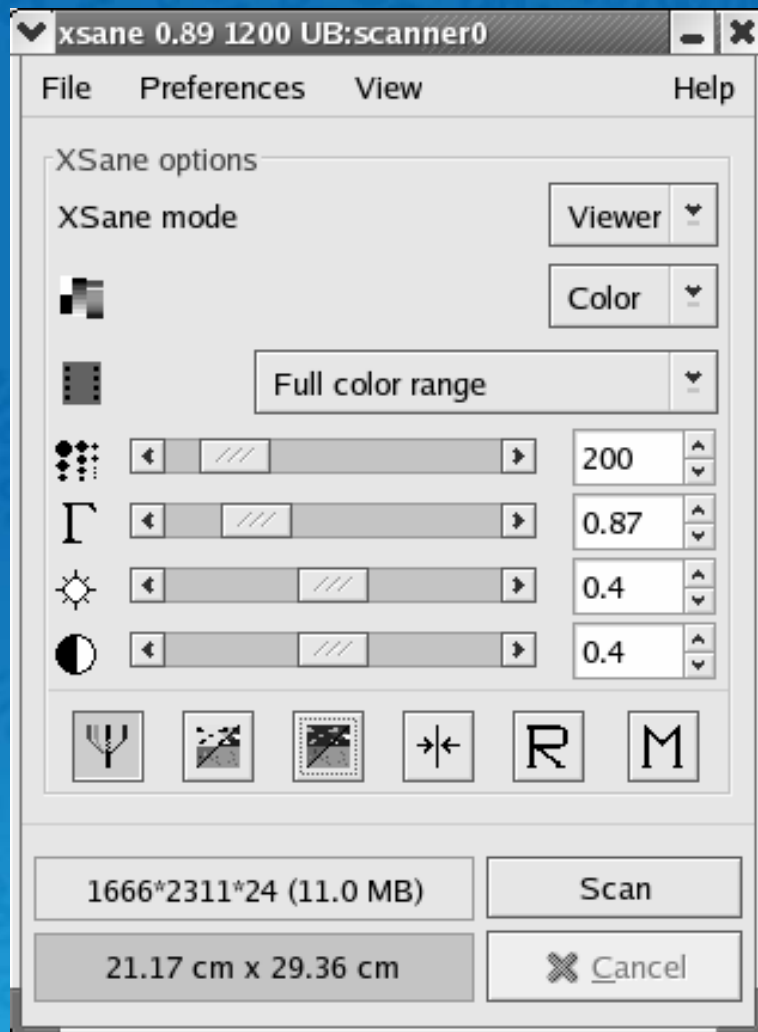 xsane 0.89 1200 UB:scanner0
File Preferences View Help
XSane options
XSane mode Viewer
Color
Full color range
200
Γ 0.87
0.4
0.4
R M
1666*2311*24 (11.0 MB) Scan
21.17 cm x 29.36 cm Cancel